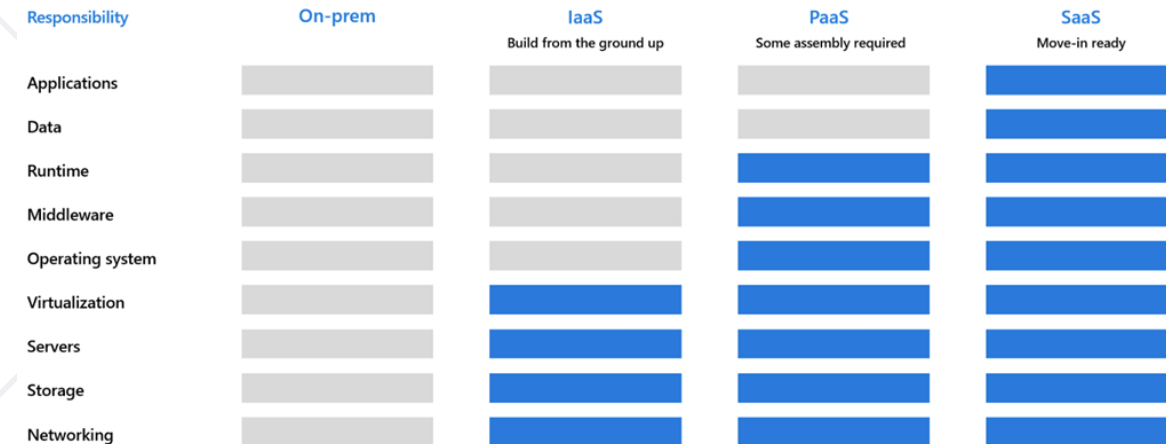 Responsibility On-prem IaaS PaaS SaaS
Build from the ground up Some assembly required Move-in ready
Applications
Data
Runtime
Middleware
Operating system
Virtualization
Servers
Storage
Networking